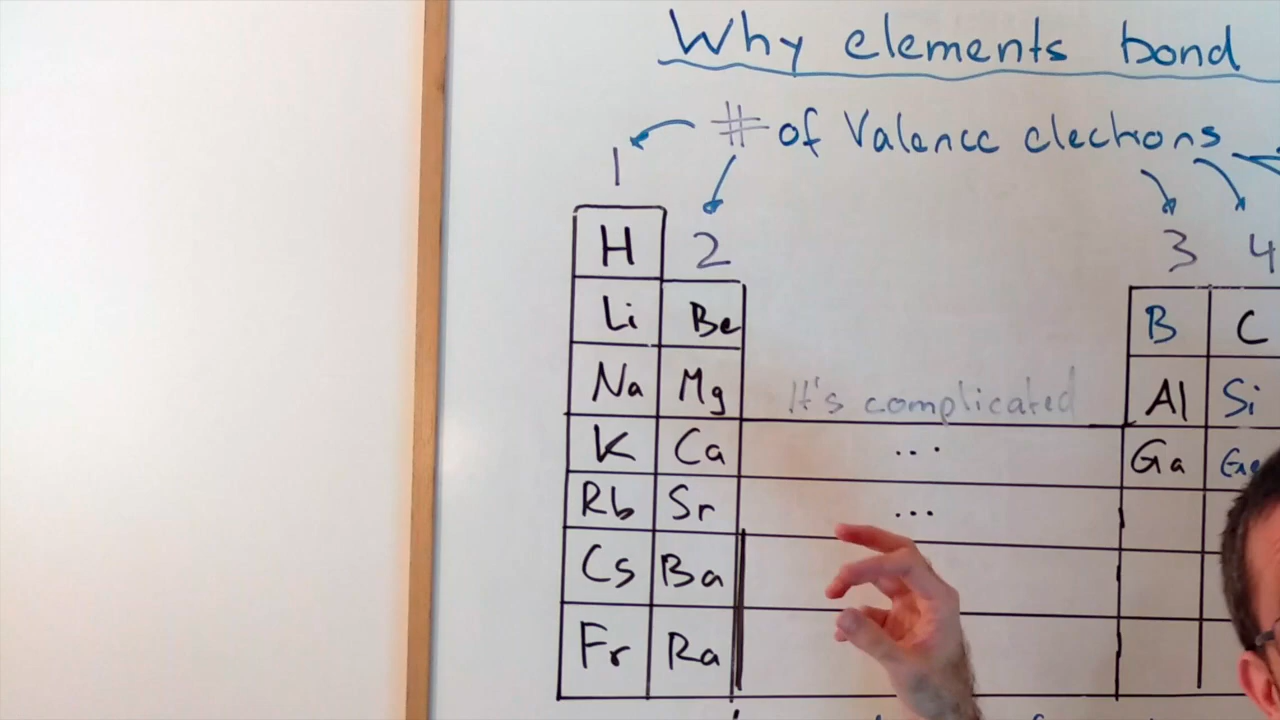 Why elements bond
# of Valence electrons
1
2
3 4
H
Li Be B C
Na Mg It's complicated Al Si
K Ca ... Ga Ge
Rb Sr ...
Cs Ba
Fr Ra